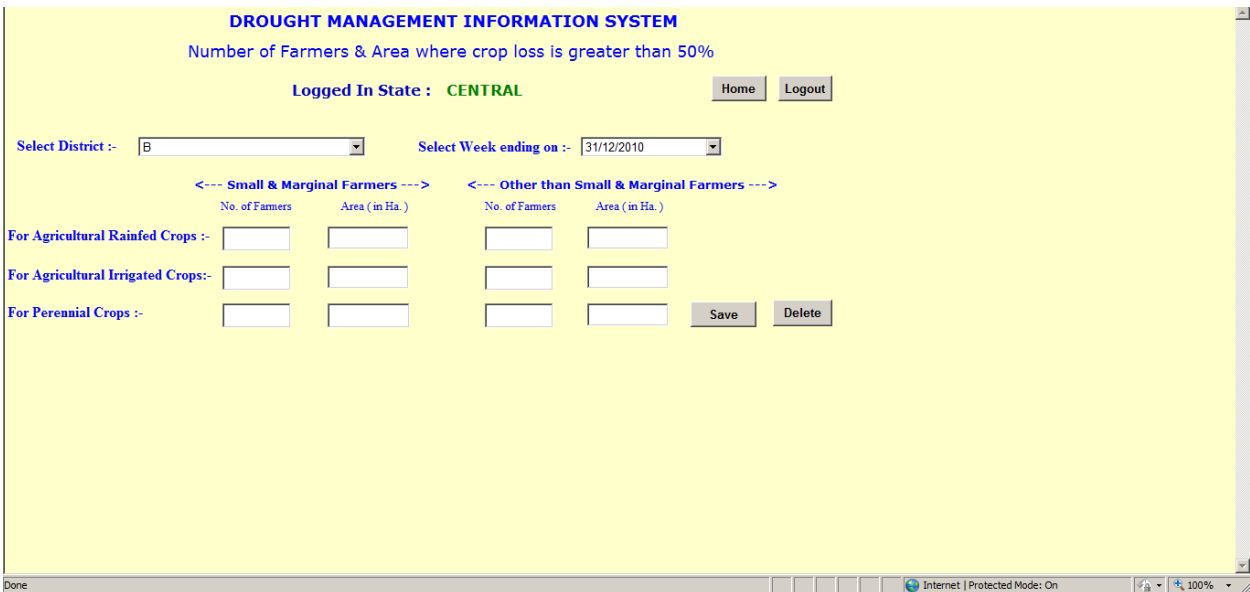 DROUGHT MANAGEMENT INFORMATION SYSTEM
Number of Farmers & Area where crop loss is greater than 50%
Logged In State : CENTRAL Home Logout
Select District :- B Select Week ending on :- 31/12/2010
<--- Small & Marginal Farmers ---> <--- Other than Small & Marginal Farmers --->
No. of Farmers Area ( in Ha. ) No. of Farmers Area ( in Ha. )
For Agricultural Rainfed Crops :-
For Agricultural Irrigated Crops:-
For Perennial Crops :- Save Delete
Done Internet | Protected Mode: On 100%